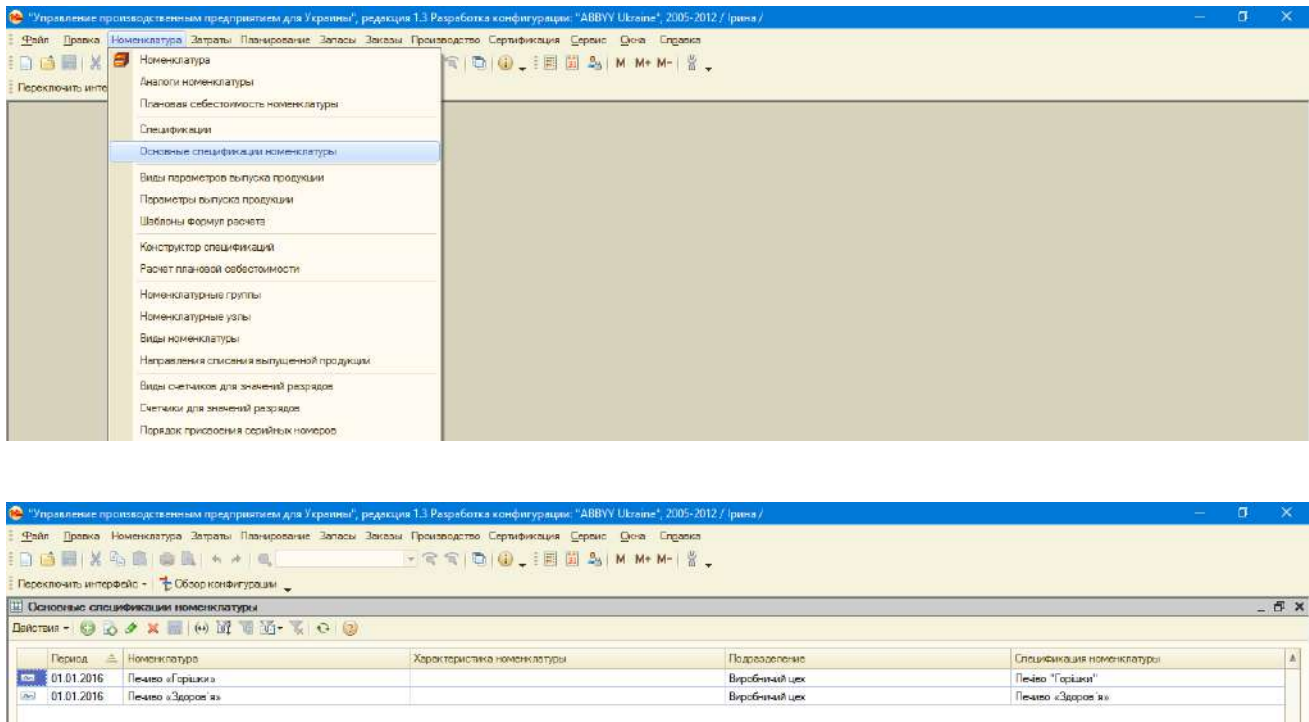 "Управление производственным предприятием для Украины", редакция 1.3 Разработка конфигурации: "ABBYY Ukraine", 2005-2012 / Ірина /
Файл Правка Номенклатура Затраты Планирование Запасы Заказы Производство Сертификация Сервис Окна Справка
M M+ M-
Переключить инте
Номенклатура
Аналоги номенклатуры
Плановая себестоимость номенклатуры
Спецификации
Основные спецификации номенклатуры
Виды параметров выпуска продукции
Параметры выпуска продукции
Шаблоны формул расчета
Конструктор спецификаций
Расчет плановой себестоимости
Номенклатурные группы
Номенклатурные узлы
Виды номенклатуры
Направления списания выпущенной продукции
Виды счетчиков для значений разрядов
Счетчики для значений разрядов
Порядок присвоения серийных номеров
"Управление производственным предприятием для Украины", редакция 1.3 Разработка конфигурации: "ABBYY Ukraine", 2005-2012 / Ірина /
Файл Правка Номенклатура Затраты Планирование Запасы Заказы Производство Сертификация Сервис Окна Справка
M M+ M-
Переключить интерфейс Обзор конфигурации
Основные спецификации номенклатуры
Действия
Период Номенклатура Характеристика номенклатуры Подразделение Спецификация номенклатуры
01.01.2016 Печиво «Горішки» Виробничий цех Печіво "Горішки"
01.01.2016 Печиво «Здоров'я» Виробничий цех Печиво «Здоров'я»